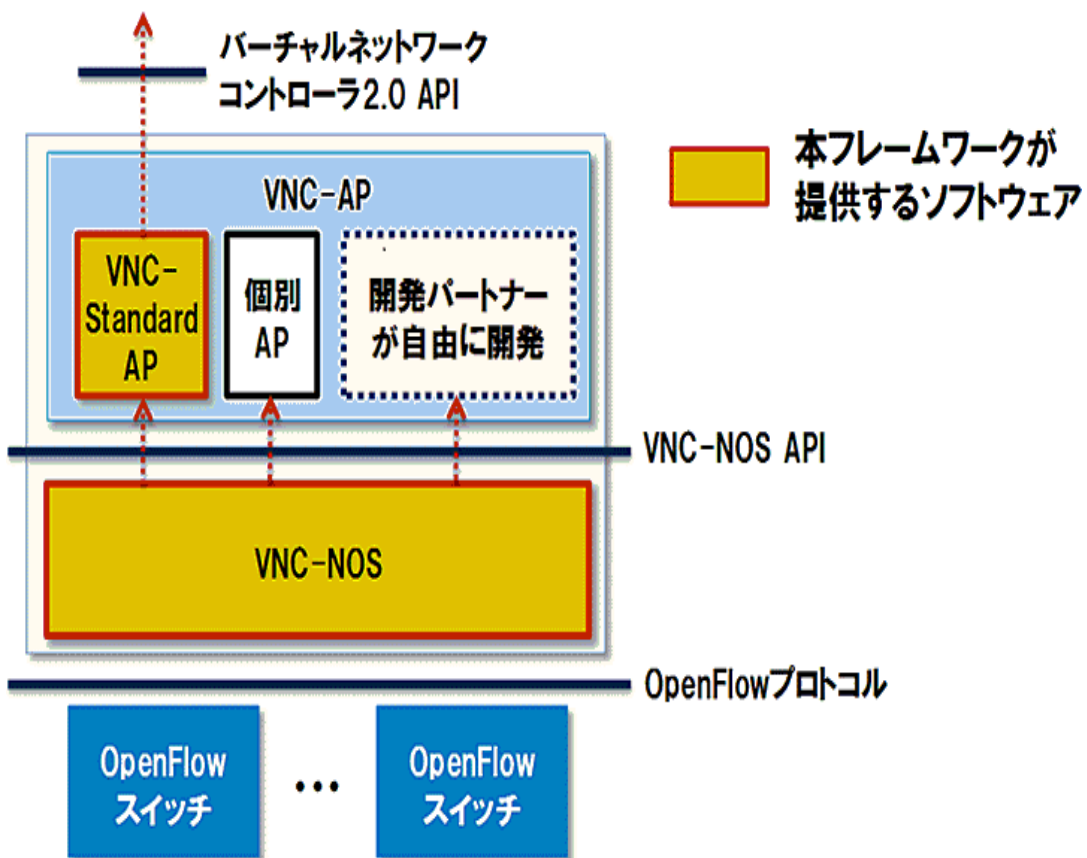 バーチャルネットワーク
コントローラ2.0 API
本フレームワークが
提供するソフトウェア
VNC-AP
VNC-
Standard
AP
個別
AP
開発パートナー
が自由に開発
VNC-NOS API
VNC-NOS
OpenFlowプロトコル
OpenFlow
スイッチ
•••
OpenFlow
スイッチ